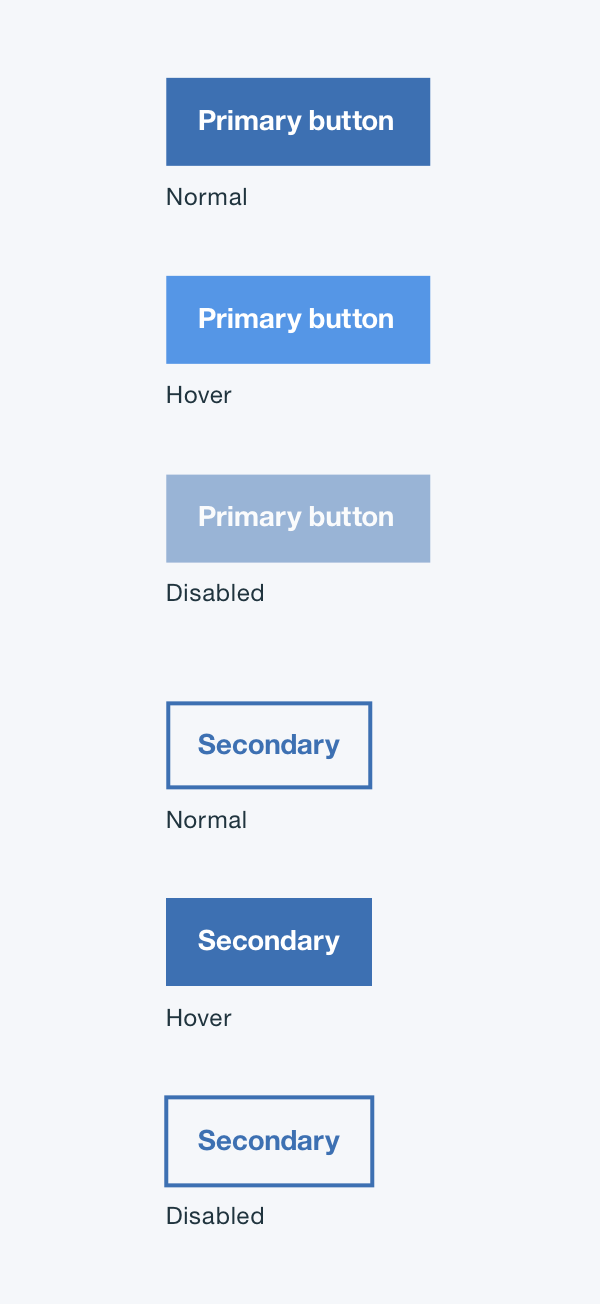 Primary button
Normal
Primary button
Hover
Primary button
Disabled
Secondary
Normal
Secondary
Hover
Secondary
Disabled